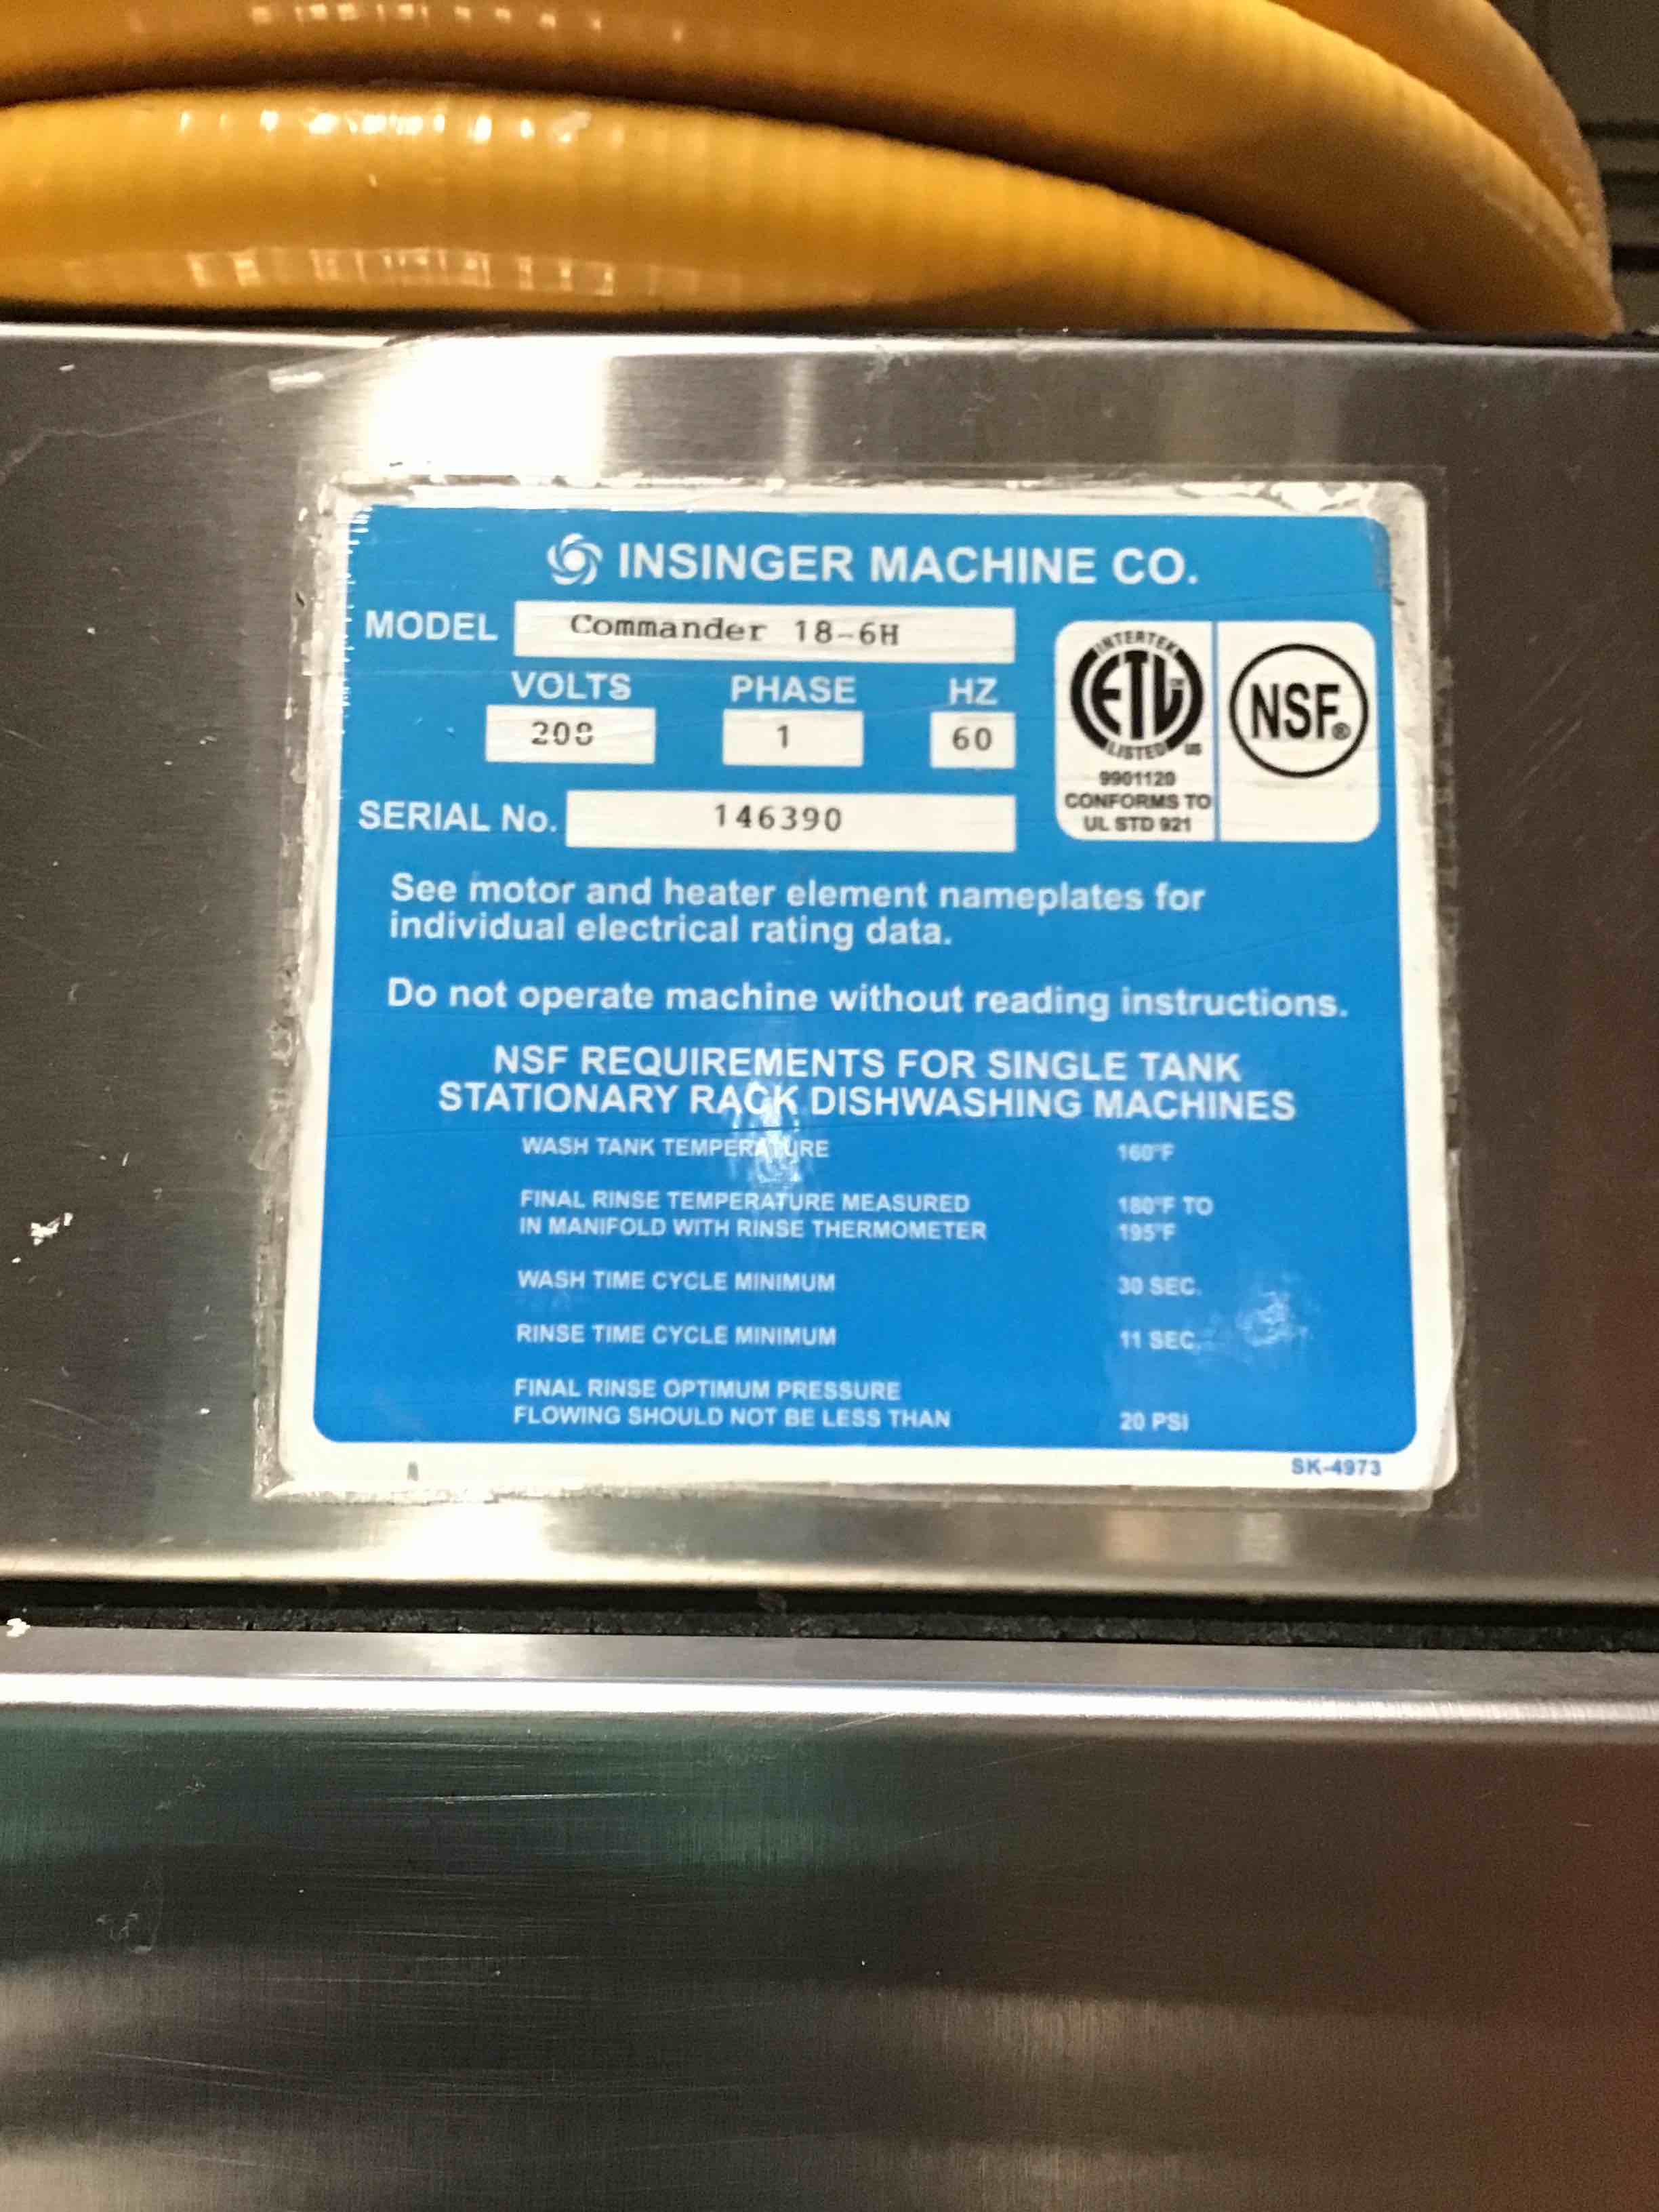 INSINGER MACHINE CO.
MODEL Commander 18-6H
VOLTS PHASE HZ
208 1 60
SERIAL No. 146390
INTERTEK
ETL
LISTED US
9901120
CONFORMS TO
UL STD 921
NSF®
See motor and heater element nameplates for
individual electrical rating data.
Do not operate machine without reading instructions.
NSF REQUIREMENTS FOR SINGLE TANK
STATIONARY RACK DISHWASHING MACHINES
WASH TANK TEMPERATURE 160°F
FINAL RINSE TEMPERATURE MEASURED 180°F TO
IN MANIFOLD WITH RINSE THERMOMETER 195°F
WASH TIME CYCLE MINIMUM 30 SEC.
RINSE TIME CYCLE MINIMUM 11 SEC.
FINAL RINSE OPTIMUM PRESSURE
FLOWING SHOULD NOT BE LESS THAN 20 PSI
SK-4973